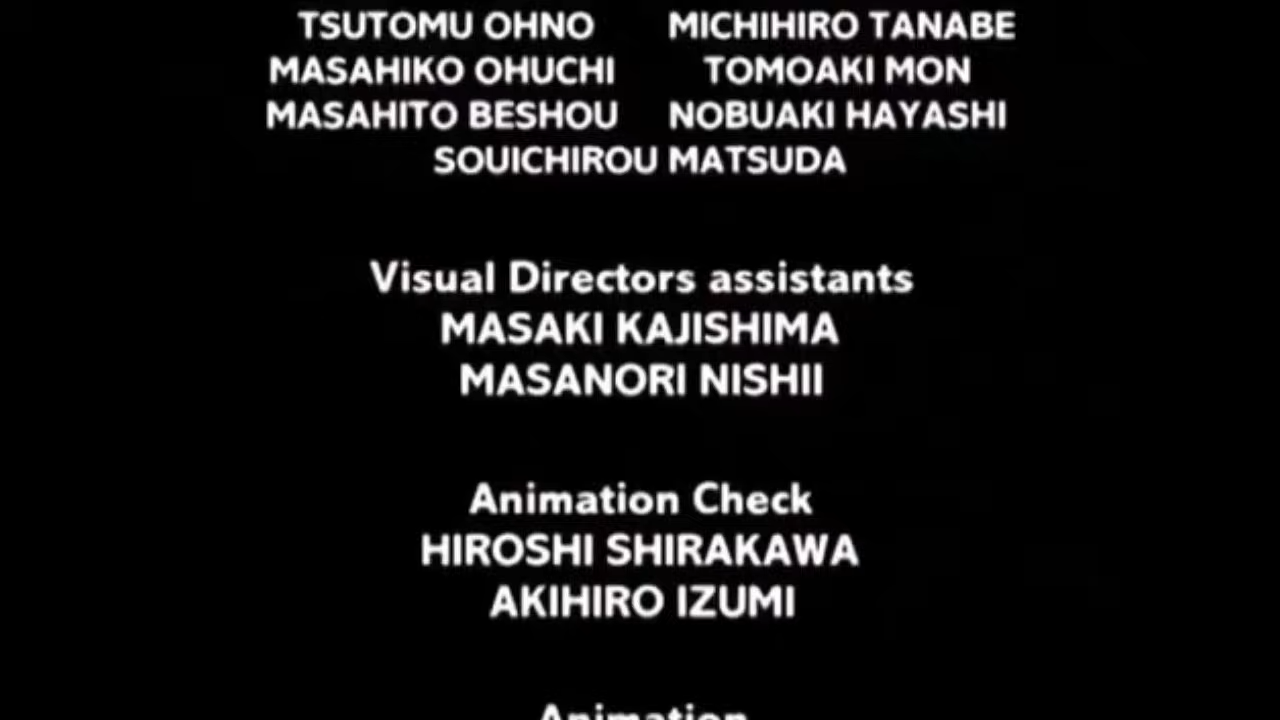 TSUTOMU OHNO MICHIHIRO TANABE
MASAHIKO OHUCHI TOMOAKI MON
MASAHITO BESHOU NOBUAKI HAYASHI
SOUICHIROU MATSUDA
Visual Directors assistants
MASAKI KAJISHIMA
MASANORI NISHII
Animation Check
HIROSHI SHIRAKAWA
AKIHIRO IZUMI
Animation